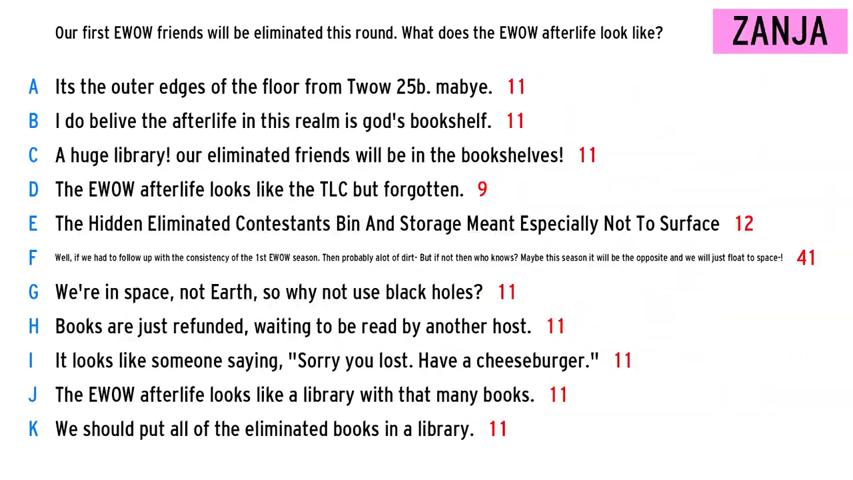 Our first EWOW friends will be eliminated this round. What does the EWOW afterlife look like?
ZANJA
A Its the outer edges of the floor from Twow 25b. mabye. 11
B I do belive the afterlife in this realm is god's bookshelf. 11
C A huge library! our eliminated friends will be in the bookshelves! 11
D The EWOW afterlife looks like the TLC but forgotten. 9
E The Hidden Eliminated Contestants Bin And Storage Meant Especially Not To Surface 12
F Well, if we had to follow up with the consistency of the 1st EWOW season. Then probably alot of dirt- But if not then who knows? Maybe this season it will be the opposite and we will just float to space-! 41
G We're in space, not Earth, so why not use black holes? 11
H Books are just refunded, waiting to be read by another host. 11
I It looks like someone saying, "Sorry you lost. Have a cheeseburger." 11
J The EWOW afterlife looks like a library with that many books. 11
K We should put all of the eliminated books in a library. 11